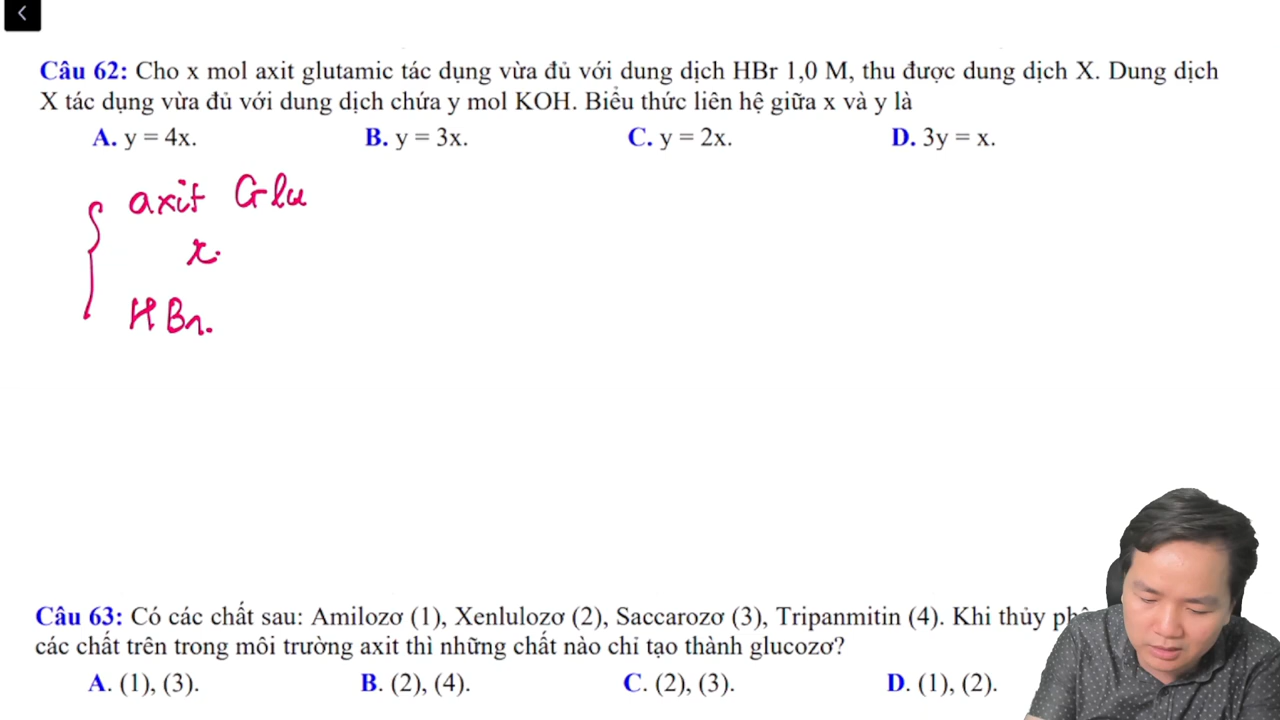 Câu 62: Cho x mol axit glutamic tác dụng vừa đủ với dung dịch HBr 1,0 M, thu được dung dịch X. Dung dịch
X tác dụng vừa đủ với dung dịch chứa y mol KOH. Biểu thức liên hệ giữa x và y là
A. y = 4x. B. y = 3x. C. y = 2x. D. 3y = x.
axit Glu
x.
HBr.
Câu 63: Có các chất sau: Amilozơ (1), Xenlulozơ (2), Saccarozơ (3), Tripanmitin (4). Khi thủy
các chất trên trong môi trường axit thì những chất nào chỉ tạo thành glucozơ?
A. (1), (3). B. (2), (4). C. (2), (3). D. (1), (2).